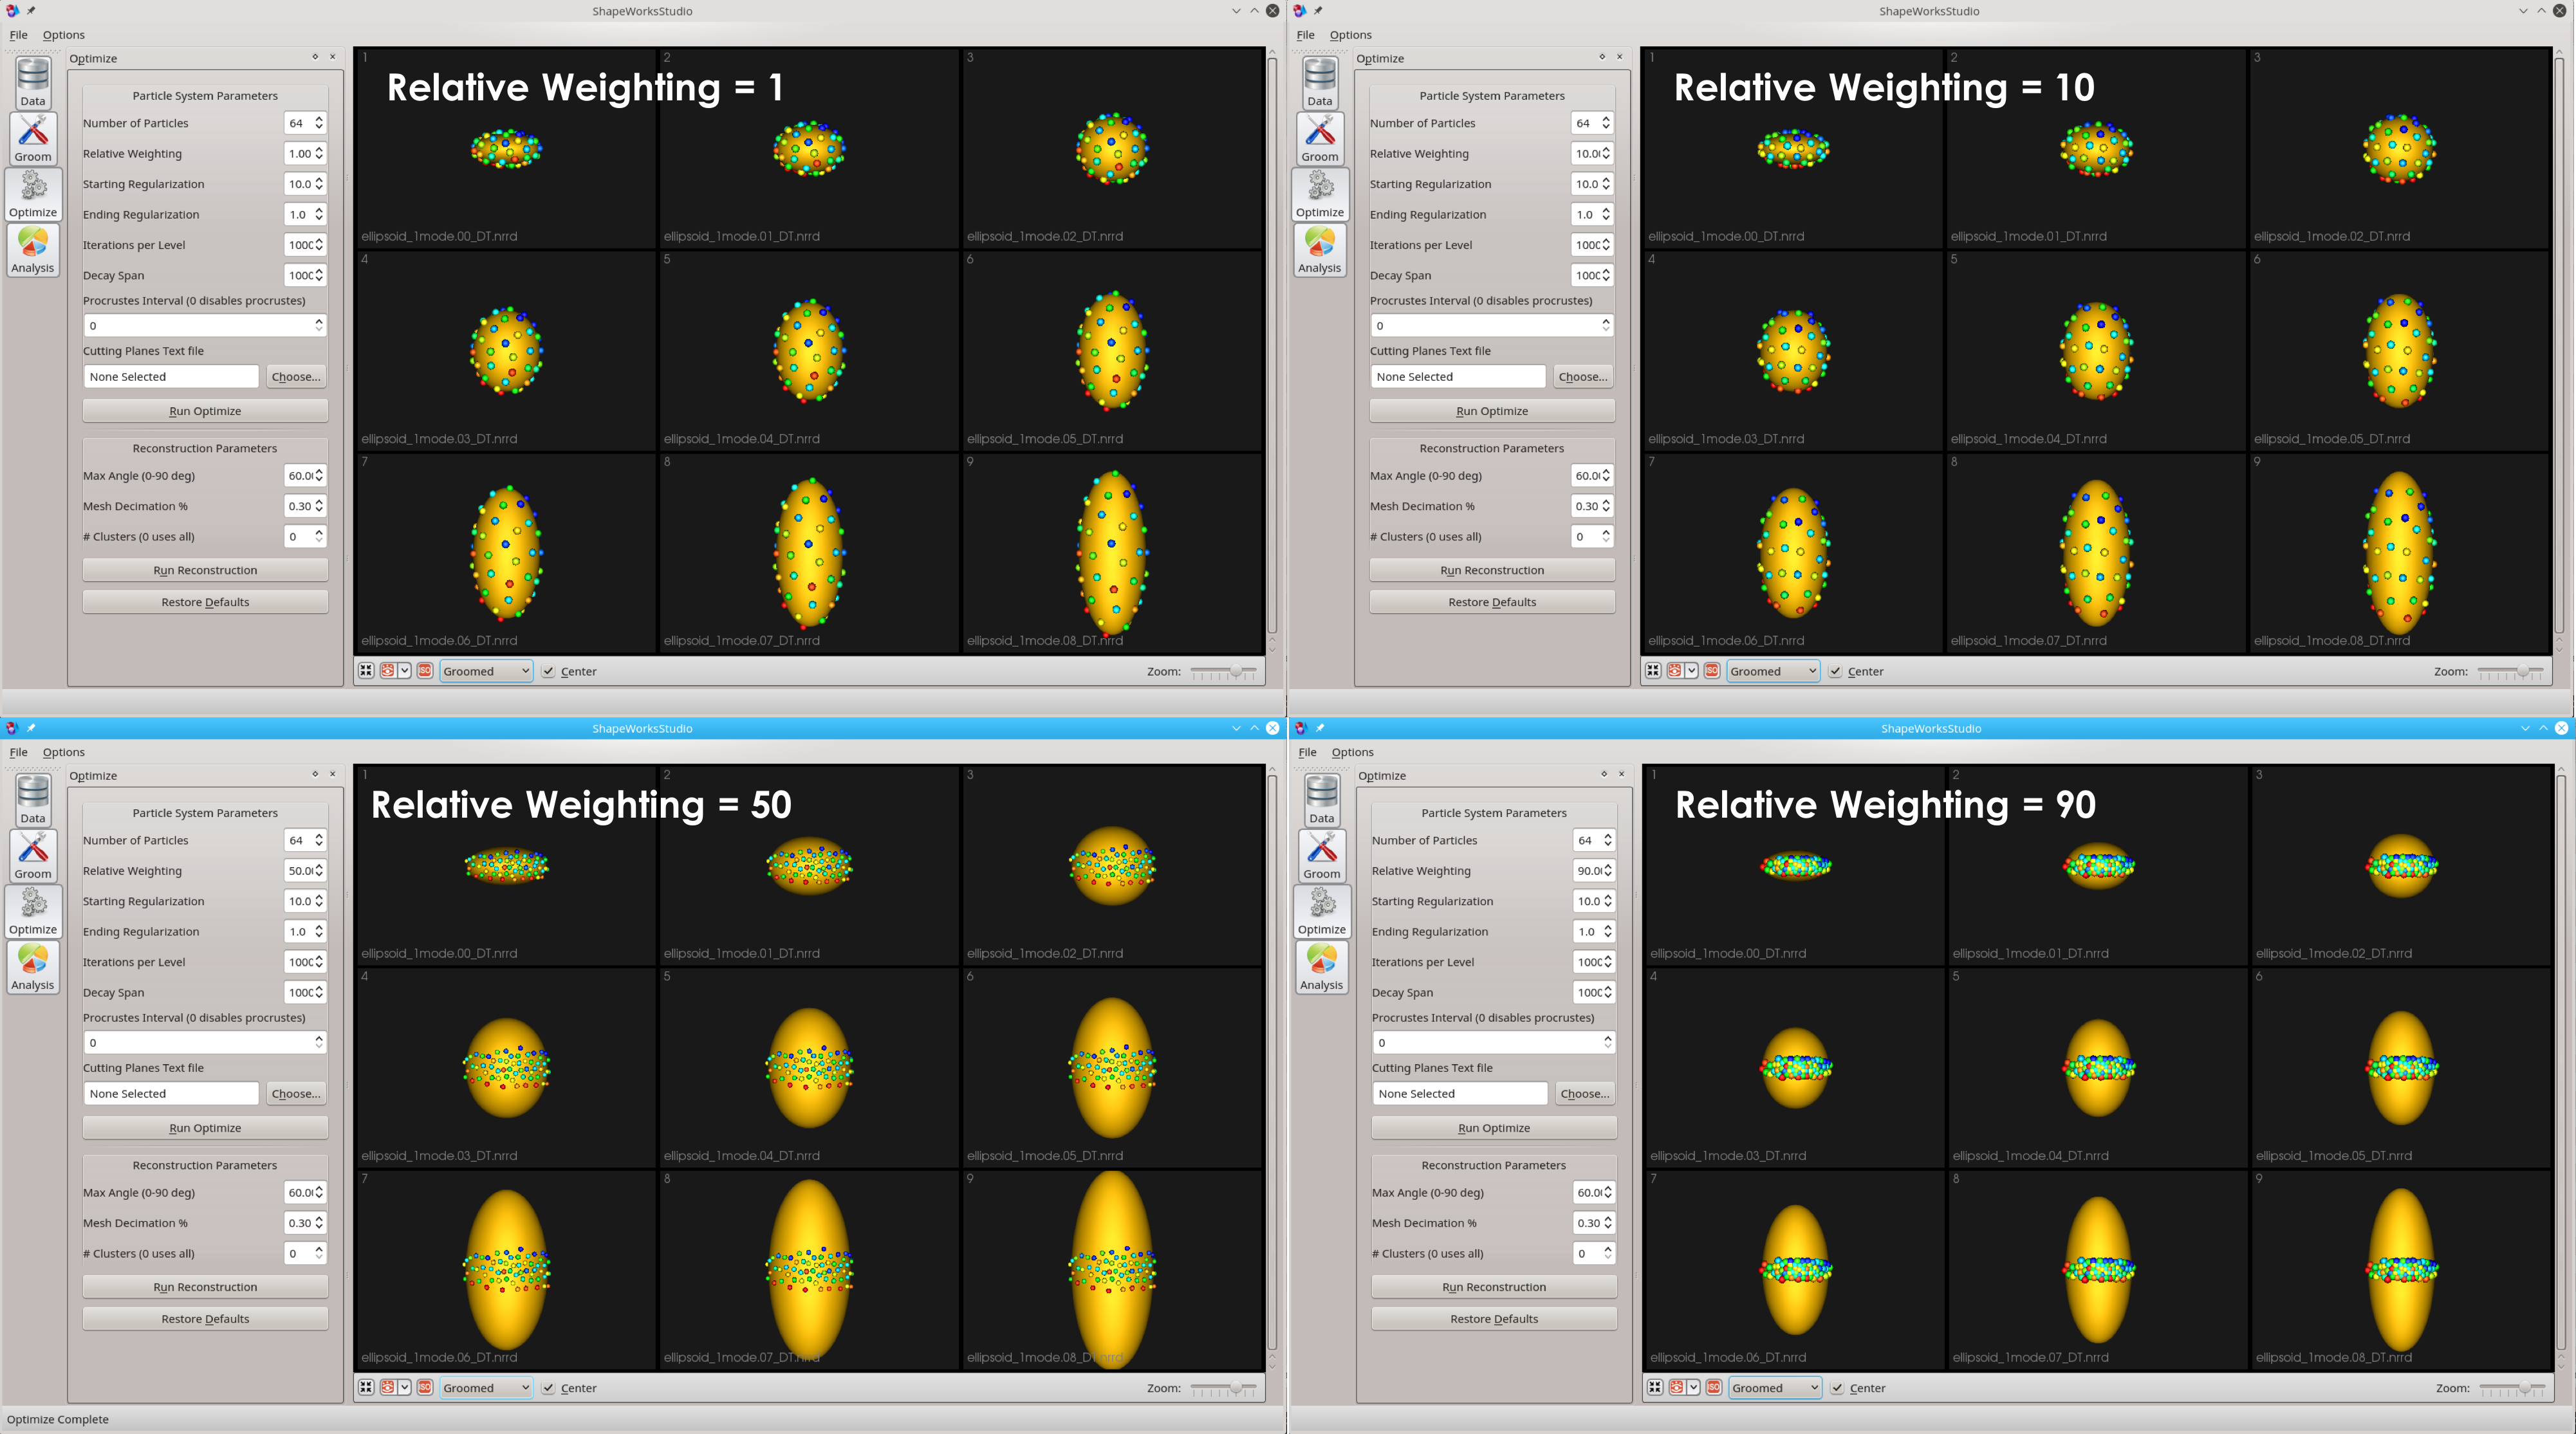 ShapeWorksStudio
File Options
Optimize
Data
Groom
Optimize
Analysis
Particle System Parameters
Number of Particles 64
Relative Weighting 1.00
Starting Regularization 10.0
Ending Regularization 1.0
Iterations per Level 100
Decay Span 100
Procrustes Interval (0 disables procrustes)
0
Cutting Planes Text file
None Selected Choose...
Run Optimize
Reconstruction Parameters
Max Angle (0-90 deg) 60.0
Mesh Decimation % 0.30
# Clusters (0 uses all) 0
Run Reconstruction
Restore Defaults
Relative Weighting = 1
1 2 3
ellipsoid_1mode.00_DT.nrrd ellipsoid_1mode.01_DT.nrrd ellipsoid_1mode.02_DT.nrrd
4 5 6
ellipsoid_1mode.03_DT.nrrd ellipsoid_1mode.04_DT.nrrd ellipsoid_1mode.05_DT.nrrd
7 8 9
ellipsoid_1mode.06_DT.nrrd ellipsoid_1mode.07_DT.nrrd ellipsoid_1mode.08_DT.nrrd
ISO Groomed Center Zoom:
ShapeWorksStudio
File Options
Optimize
Data
Groom
Optimize
Analysis
Particle System Parameters
Number of Particles 64
Relative Weighting 10.0
Starting Regularization 10.0
Ending Regularization 1.0
Iterations per Level 100
Decay Span 100
Procrustes Interval (0 disables procrustes)
0
Cutting Planes Text file
None Selected Choose...
Run Optimize
Reconstruction Parameters
Max Angle (0-90 deg) 60.0
Mesh Decimation % 0.30
# Clusters (0 uses all) 0
Run Reconstruction
Restore Defaults
Relative Weighting = 10
1 2 3
ellipsoid_1mode.00_DT.nrrd ellipsoid_1mode.01_DT.nrrd ellipsoid_1mode.02_DT.nrrd
4 5 6
ellipsoid_1mode.03_DT.nrrd ellipsoid_1mode.04_DT.nrrd ellipsoid_1mode.05_DT.nrrd
7 8 9
ellipsoid_1mode.06_DT.nrrd ellipsoid_1mode.07_DT.nrrd ellipsoid_1mode.08_DT.nrrd
ISO Groomed Center Zoom:
ShapeWorksStudio
File Options
Optimize
Data
Groom
Optimize
Analysis
Particle System Parameters
Number of Particles 64
Relative Weighting 50.0
Starting Regularization 10.0
Ending Regularization 1.0
Iterations per Level 100
Decay Span 100
Procrustes Interval (0 disables procrustes)
0
Cutting Planes Text file
None Selected Choose...
Run Optimize
Reconstruction Parameters
Max Angle (0-90 deg) 60.0
Mesh Decimation % 0.30
# Clusters (0 uses all) 0
Run Reconstruction
Restore Defaults
Relative Weighting = 50
1 2 3
ellipsoid_1mode.00_DT.nrrd ellipsoid_1mode.01_DT.nrrd ellipsoid_1mode.02_DT.nrrd
4 5 6
ellipsoid_1mode.03_DT.nrrd ellipsoid_1mode.04_DT.nrrd ellipsoid_1mode.05_DT.nrrd
7 8 9
ellipsoid_1mode.06_DT.nrrd ellipsoid_1mode.07_DT.nrrd ellipsoid_1mode.08_DT.nrrd
ISO Groomed Center Zoom:
Optimize Complete
ShapeWorksStudio
File Options
Optimize
Data
Groom
Optimize
Analysis
Particle System Parameters
Number of Particles 64
Relative Weighting 90.0
Starting Regularization 10.0
Ending Regularization 1.0
Iterations per Level 100
Decay Span 100
Procrustes Interval (0 disables procrustes)
0
Cutting Planes Text file
None Selected Choose...
Run Optimize
Reconstruction Parameters
Max Angle (0-90 deg) 60.0
Mesh Decimation % 0.30
# Clusters (0 uses all) 0
Run Reconstruction
Restore Defaults
Relative Weighting = 90
1 2 3
ellipsoid_1mode.00_DT.nrrd ellipsoid_1mode.01_DT.nrrd ellipsoid_1mode.02_DT.nrrd
4 5 6
ellipsoid_1mode.03_DT.nrrd ellipsoid_1mode.04_DT.nrrd ellipsoid_1mode.05_DT.nrrd
7 8 9
ellipsoid_1mode.06_DT.nrrd ellipsoid_1mode.07_DT.nrrd ellipsoid_1mode.08_DT.nrrd
ISO Groomed Center Zoom: